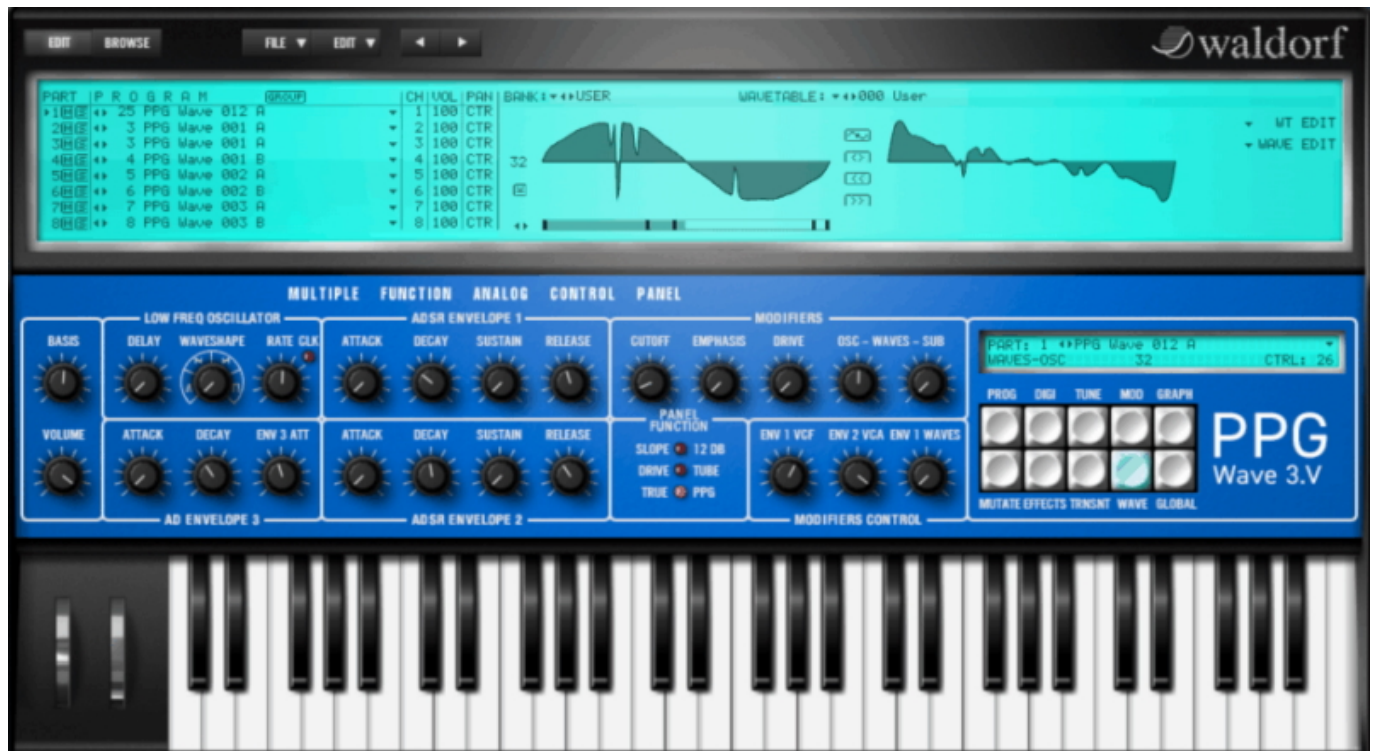 EDIT BROWSE FILE ▼ EDIT ▼ ◄ ► waldorf
PART PROGRAM GROUP CH VOL PAN BANK: USER WAVETABLE: 000 User
1 M S 25 PPG Wave 012 A 1 100 CTR
2 M S 3 PPG Wave 001 A 2 100 CTR WT EDIT
3 M S 3 PPG Wave 001 A 3 100 CTR WAVE EDIT
4 M S 4 PPG Wave 001 B 4 100 CTR 32
5 M S 5 PPG Wave 002 A 5 100 CTR
6 M S 6 PPG Wave 002 B 6 100 CTR
7 M S 7 PPG Wave 003 A 7 100 CTR
8 M S 8 PPG Wave 003 B 8 100 CTR
MULTIPLE FUNCTION ANALOG CONTROL PANEL
LOW FREQ OSCILLATOR ADSR ENVELOPE 1 MODIFIERS
BASIS DELAY WAVESHAPE RATE CLK ATTACK DECAY SUSTAIN RELEASE CUTOFF EMPHASIS DRIVE OSC - WAVES - SUB
PART: 1 PPG Wave 012 A
WAVES-OSC 32 CTRL: 26
PROG DIGI TUNE MOD GRAPH
PANEL
FUNCTION
VOLUME ATTACK DECAY ENV 3 ATT ATTACK DECAY SUSTAIN RELEASE
SLOPE 12 DB
DRIVE TUBE
TRUE PPG
ENV 1 VCF ENV 2 VCA ENV 1 WAVES
PPG
Wave 3.V
MUTATE EFFECTS TRNSNT WAVE GLOBAL
AD ENVELOPE 3 ADSR ENVELOPE 2 MODIFIERS CONTROL